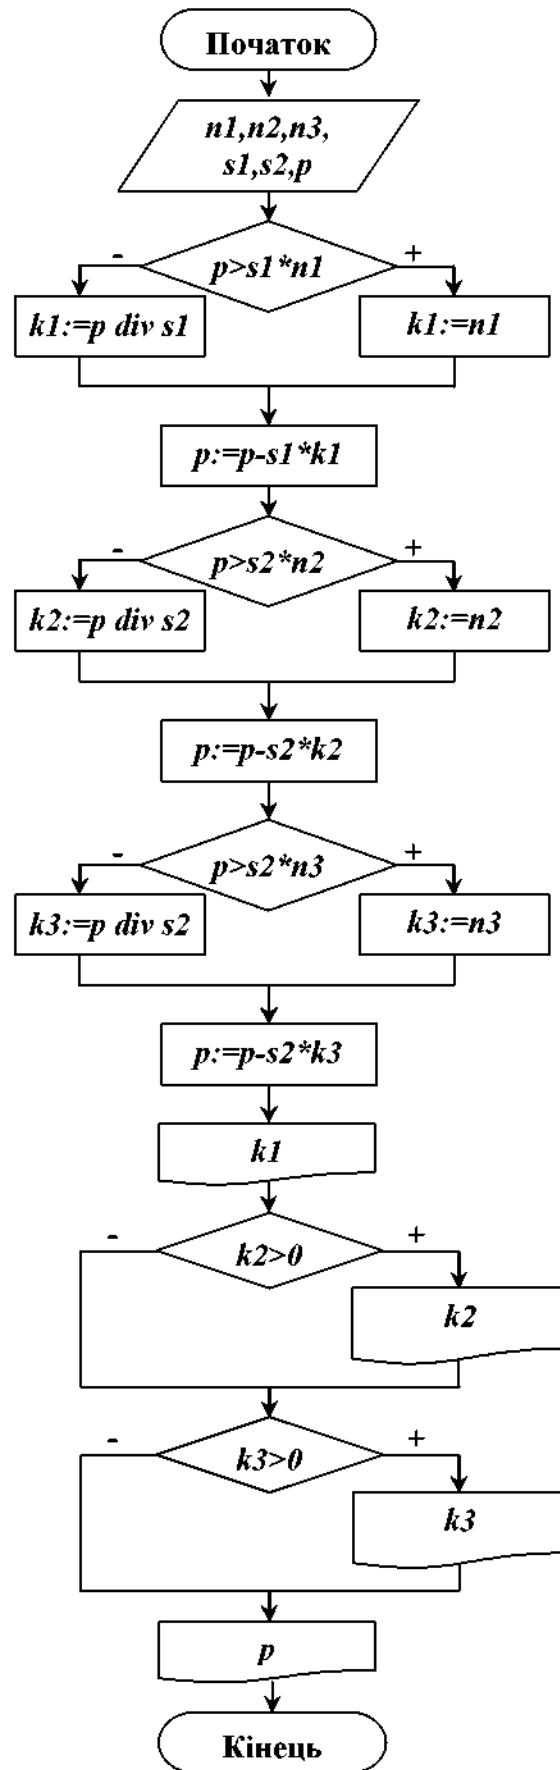 Початок
n1,n2,n3,
s1,s2,p
p>s1*n1
-
+
k1:=p div s1
k1:=n1
p:=p-s1*k1
p>s2*n2
-
+
k2:=p div s2
k2:=n2
p:=p-s2*k2
p>s2*n3
-
+
k3:=p div s2
k3:=n3
p:=p-s2*k3
k1
-
+
k2>0
k2
-
+
k3>0
k3
p
Кінець